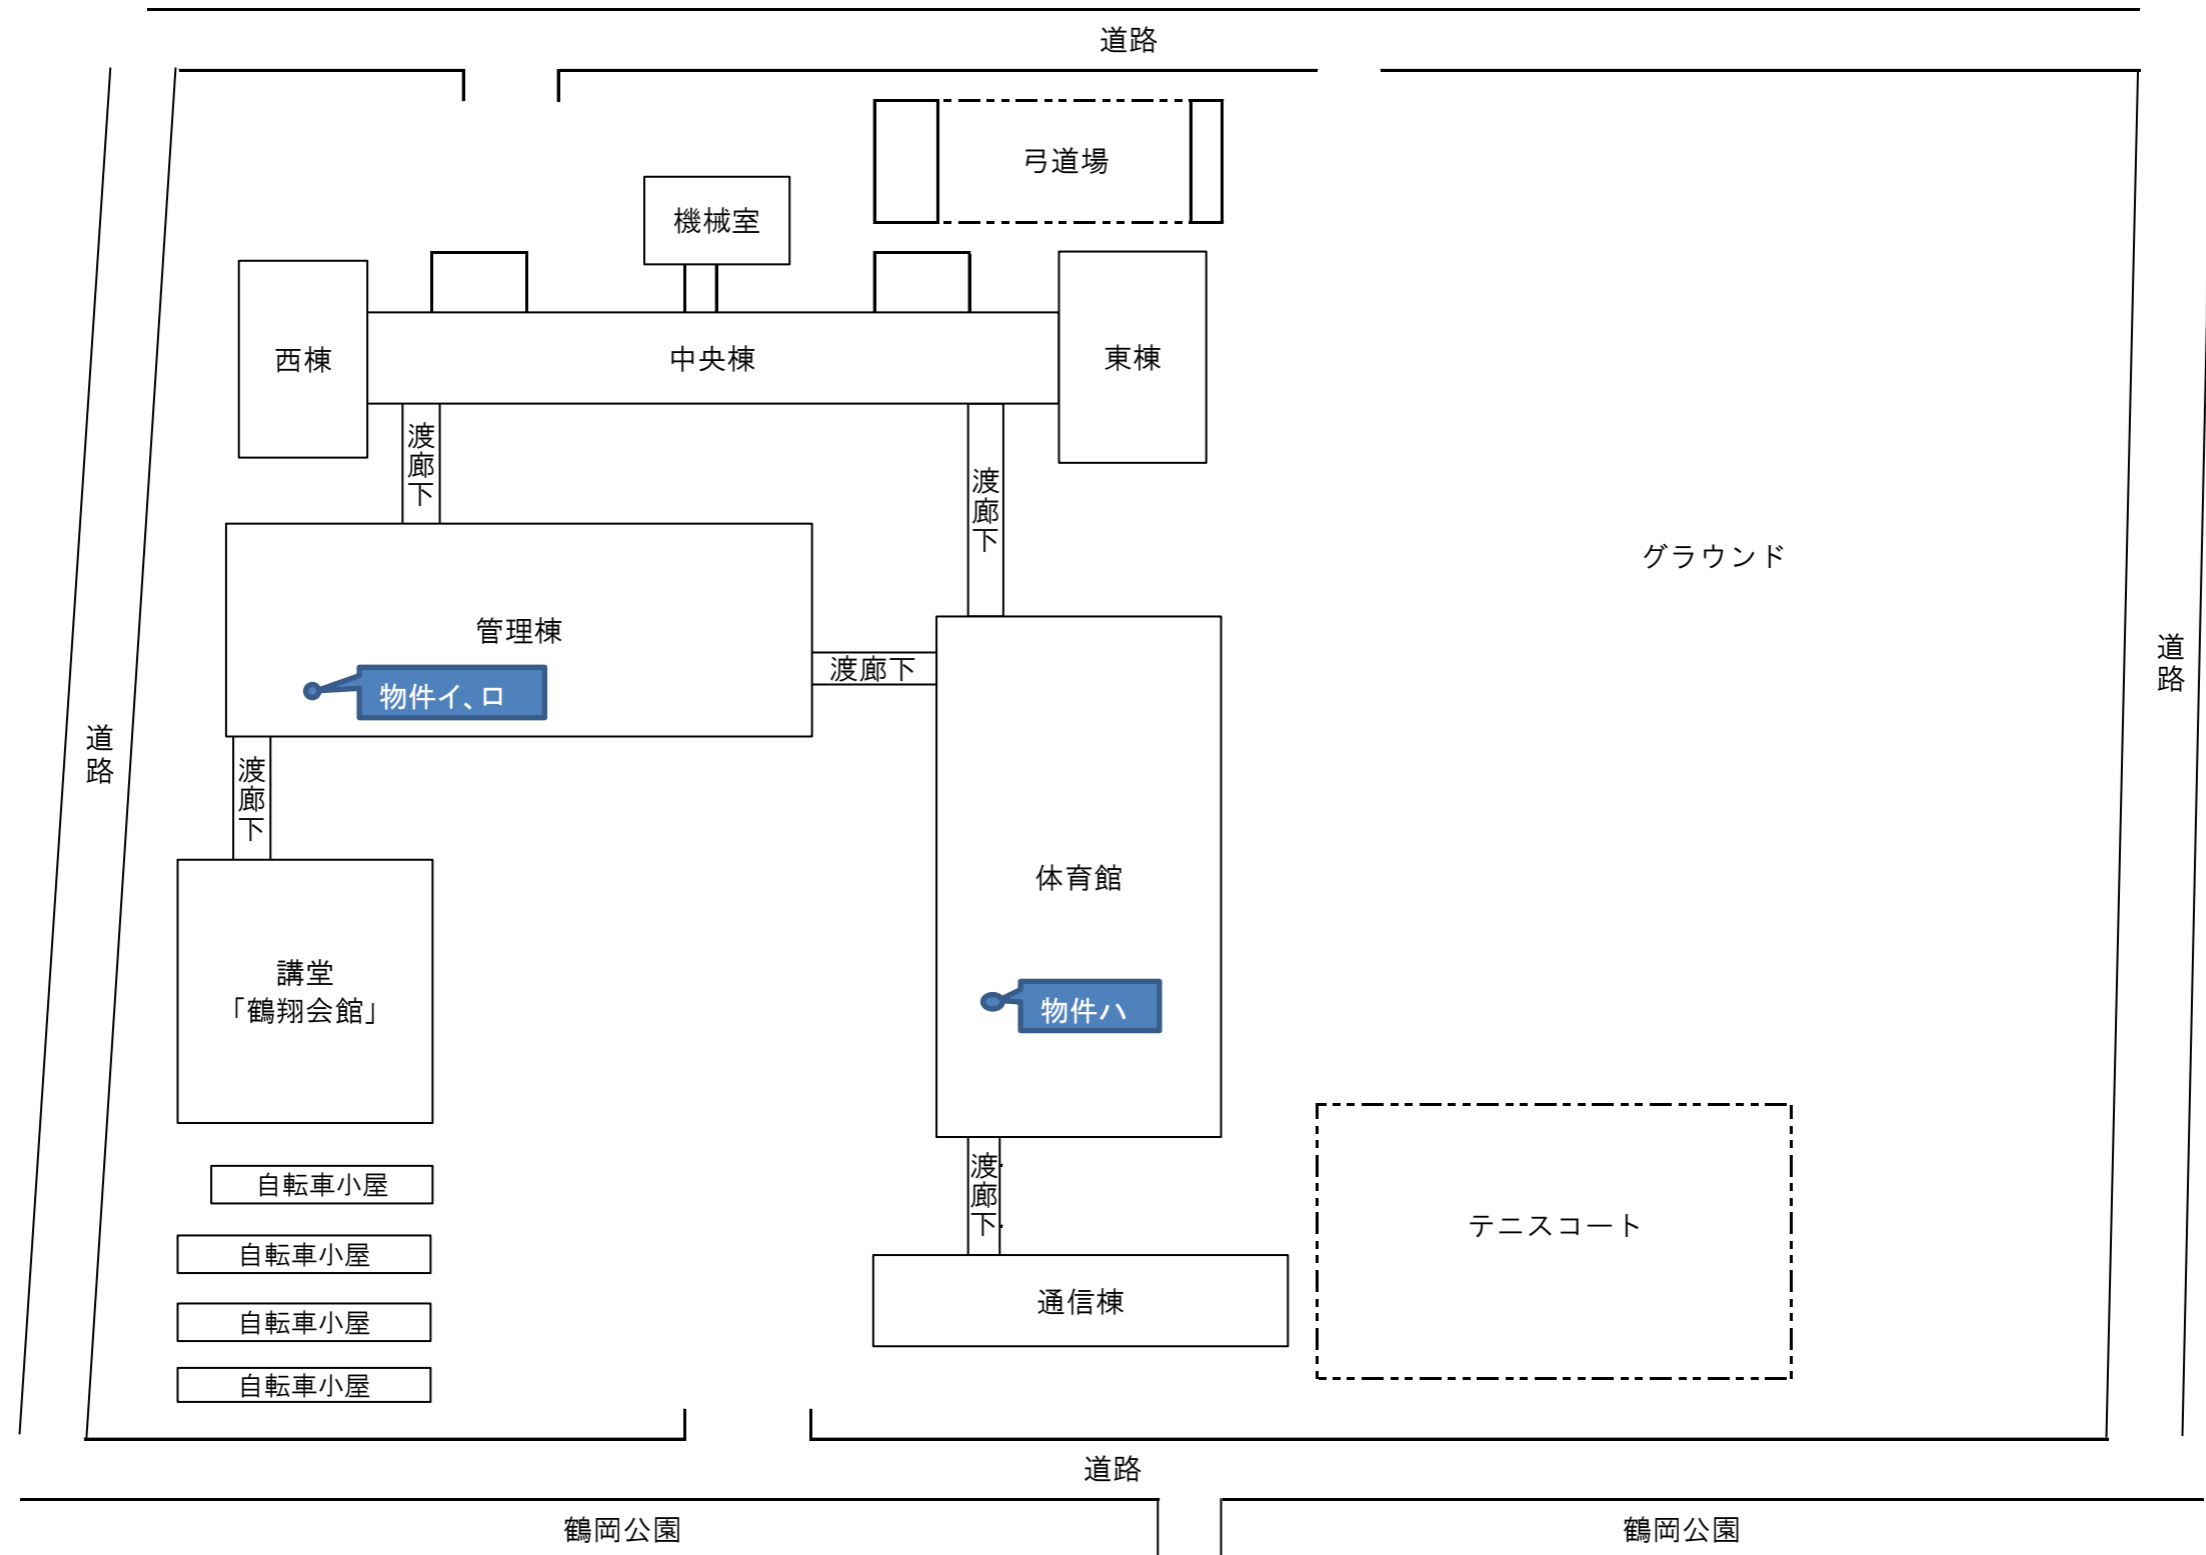 道路
弓道場
機械室
西棟
中央棟
東棟
渡廊下
渡廊下
グラウンド
管理棟
渡廊下
物件イ、ロ
道路
道路
渡廊下
体育館
講堂
「鶴翔会館」
物件ハ
渡廊下
自転車小屋
テニスコート
自転車小屋
通信棟
自転車小屋
自転車小屋
道路
鶴岡公園
鶴岡公園